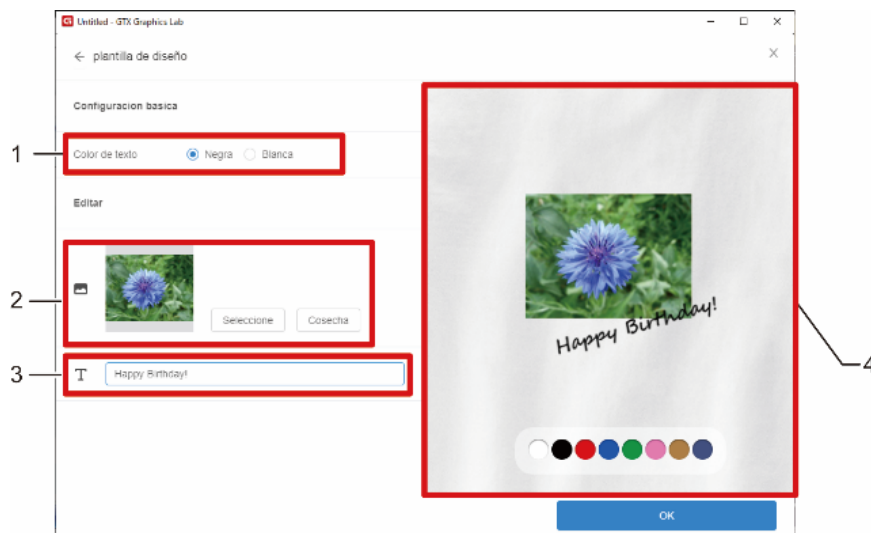 Untitled - GTX Graphics Lab
plantilla de diseño
Configuracion basica
1
Color de texto Negra Blanca
Editar
2
Seleccione Cosecha
3
T Happy Birthday!
Happy Birthday!
4
OK